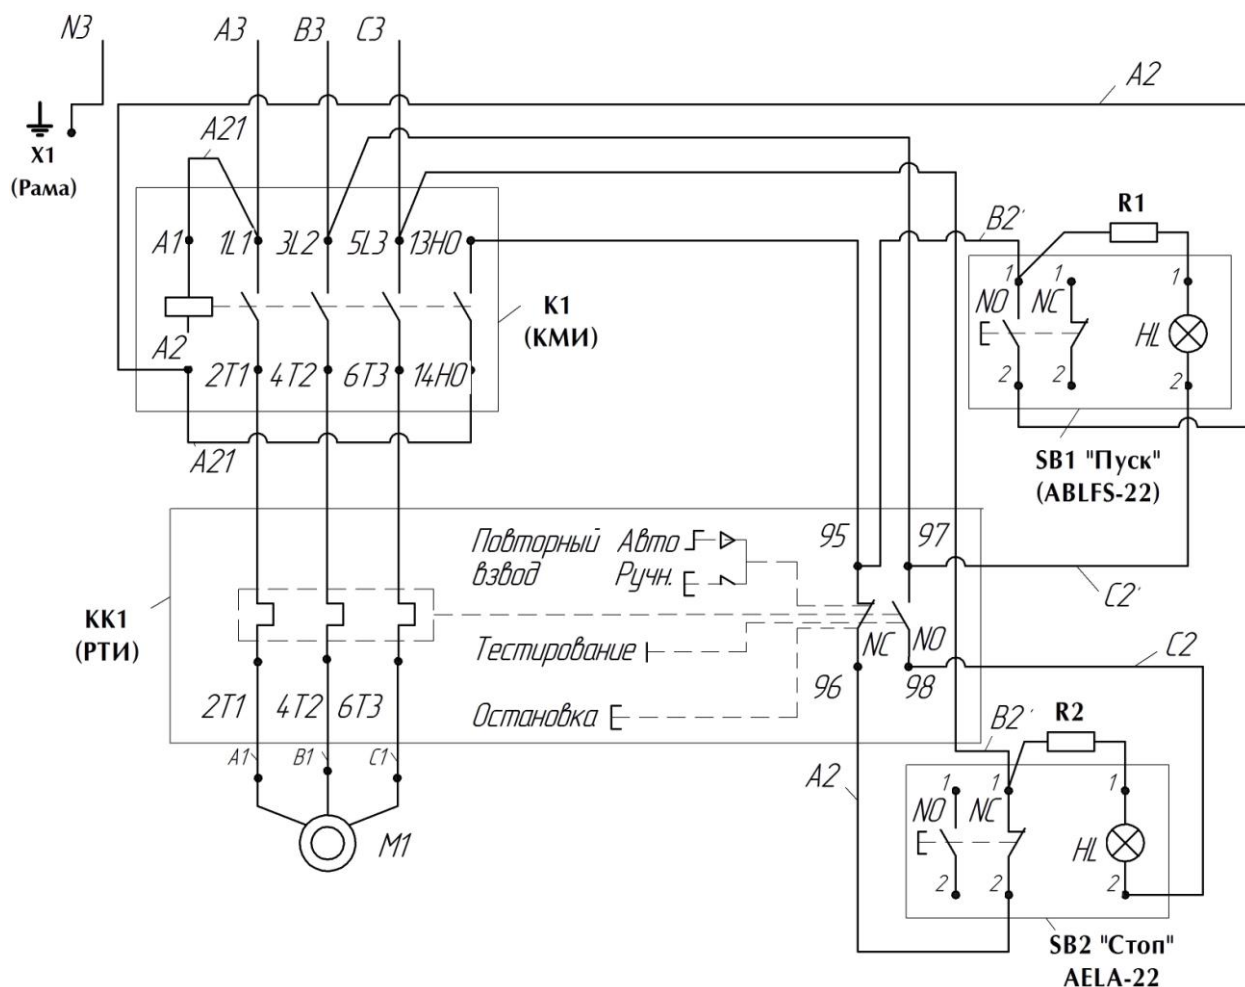 N3 A3 B3 C3
A2
A21
X1
(Рама)
R1
B2'
A1 1L1 3L2 5L3 13НО
1 1 1
NO NC
K1
(КМИ)
HL
A2
2T1 4T2 6T3 14НО
2 2 2
A21
SB1 "Пуск"
(ABLFS-22)
Повторный
взвод
Авто
Ручн.
95 97
C2'
KK1
(РТИ)
Тестирование
NC NO
C2
96 98
2T1 4T2 6T3
Остановка
B2'
R2
A1 B1 C1
A2
1 1 1
NO NC
M1
HL
2 2 2
SB2 "Стоп"
AELA-22